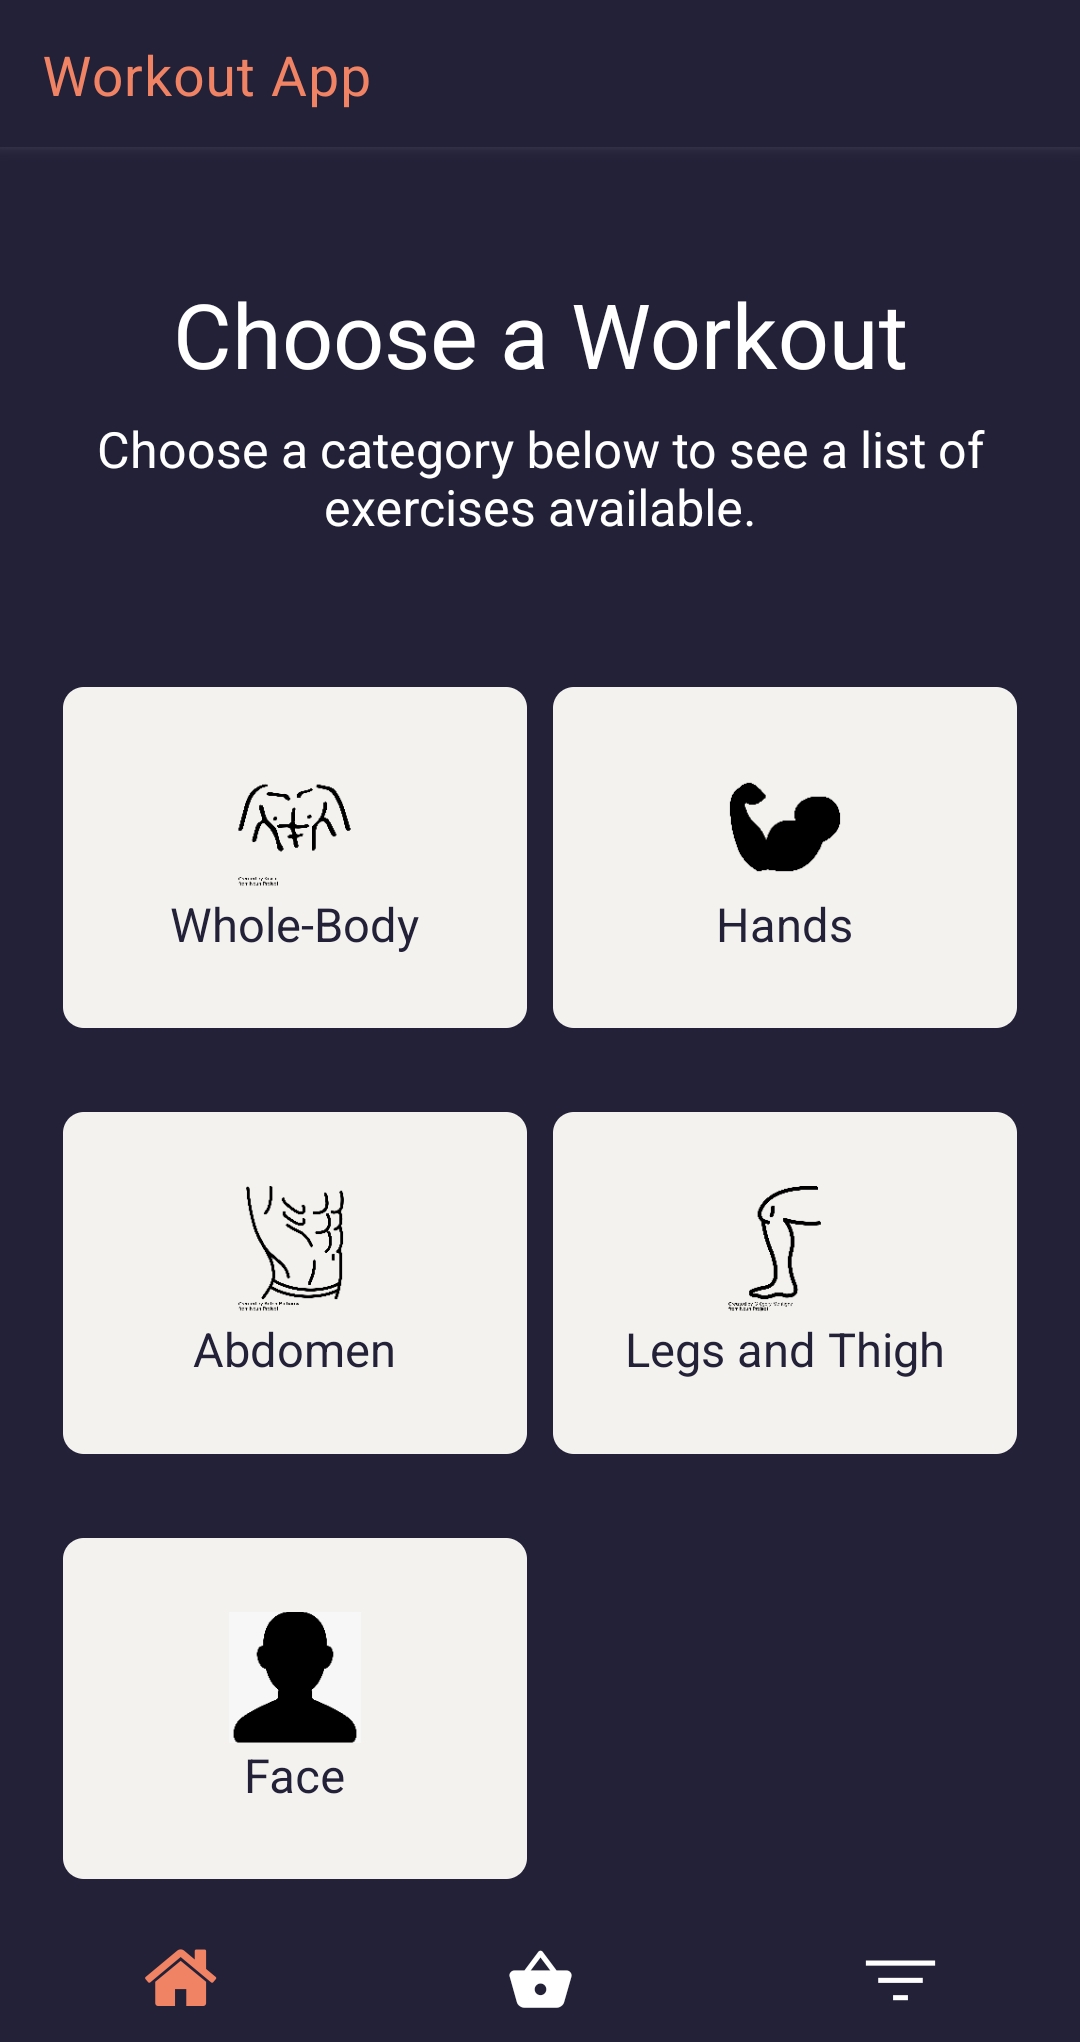 Workout App
Choose a Workout
Choose a category below to see a list of
exercises available.
Whole-Body
Hands
Abdomen
Legs and Thigh
Face